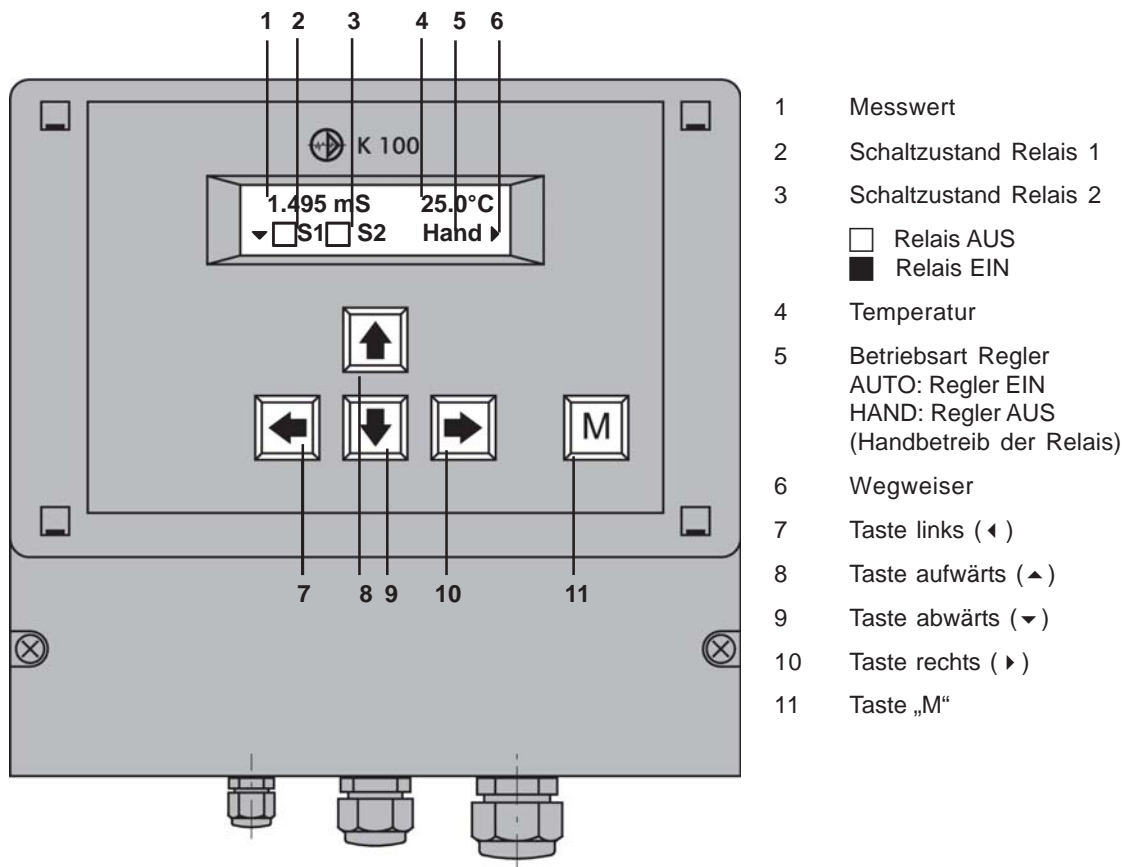 1 2 3 4 5 6
K 100
1.495 mS 25.0°C
S1 S2 Hand
M
7 8 9 10 11
1 Messwert
2 Schaltzustand Relais 1
3 Schaltzustand Relais 2
Relais AUS
Relais EIN
4 Temperatur
5 Betriebsart Regler
AUTO: Regler EIN
HAND: Regler AUS
(Handbetreib der Relais)
6 Wegweiser
7 Taste links (◂)
8 Taste aufwärts (▴)
9 Taste abwärts (▾)
10 Taste rechts (▸)
11 Taste „M“